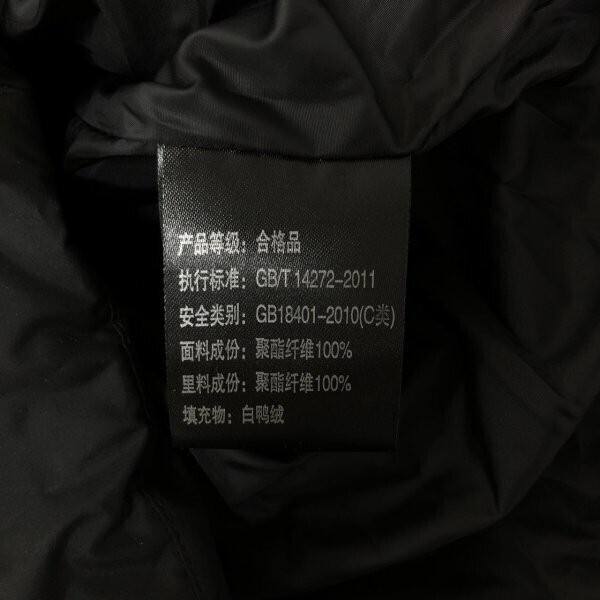 产品等级：合格品
执行标准：GB/T 14272-2011
安全类别：GB18401-2010(C类)
面料成份：聚酯纤维100%
里料成份：聚酯纤维100%
填充物：白鸭绒